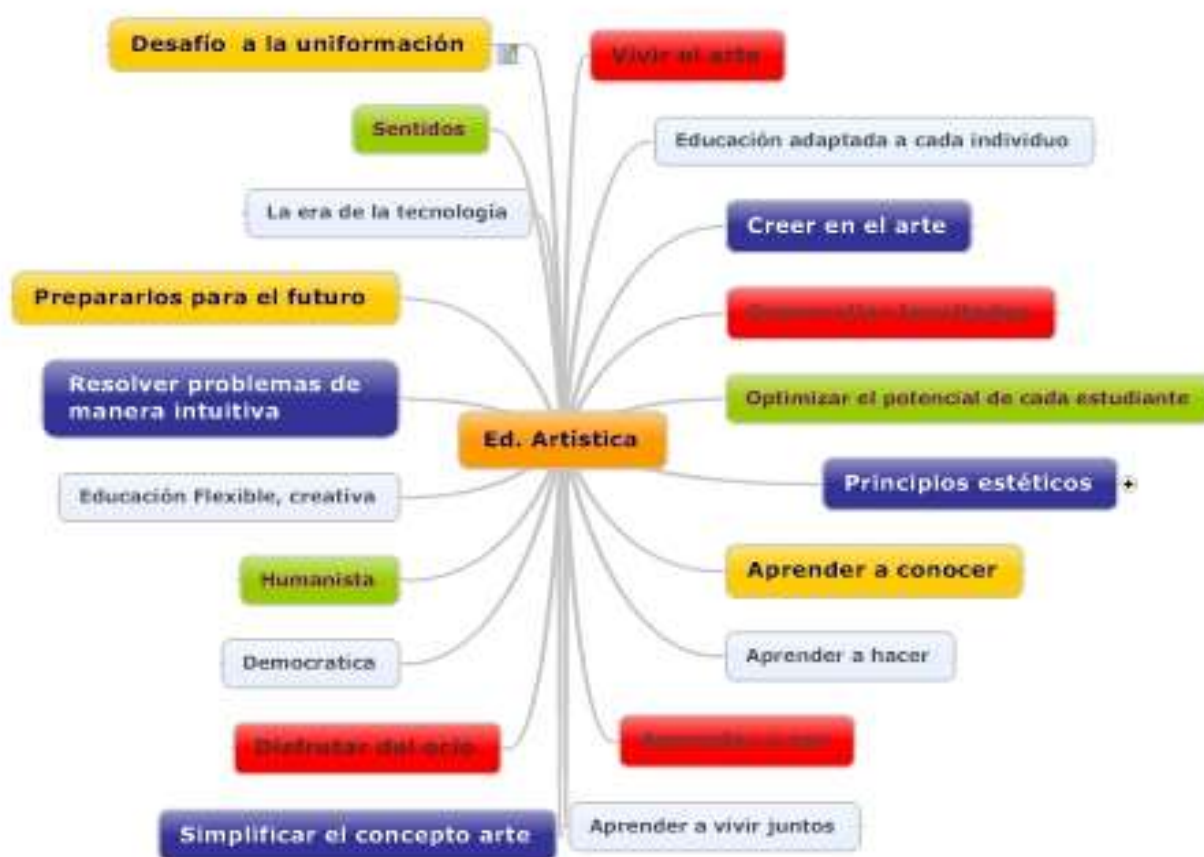 Desafío a la uniformación
Sentidos
La era de la tecnología
Prepararlos para el futuro
Resolver problemas de
manera intuitiva
Educación Flexible, creativa
Humanista
Democratica
Disfrutar del ocio
Simplificar el concepto arte
Ed. Artística
Vivir el arte
Educación adaptada a cada individuo
Creer en el arte
Optimizar el potencial de cada estudiante
Principios estéticos
Aprender a conocer
Aprender a hacer
Aprender a ser
Aprender a vivir juntos